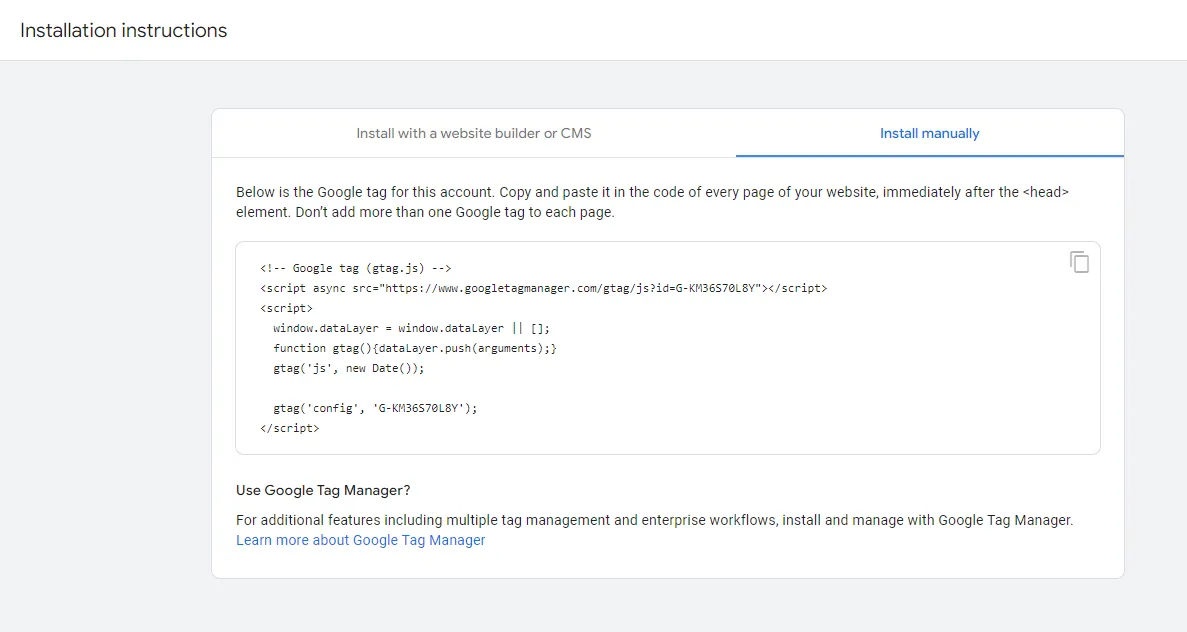 Installation instructions
Install with a website builder or CMS
Install manually
Below is the Google tag for this account. Copy and paste it in the code of every page of your website, immediately after the <head>
element. Don't add more than one Google tag to each page.
<!-- Google tag (gtag.js) -->
<script async src="https://www.googletagmanager.com/gtag/js?id=G-KM36S70L8Y"></script>
<script>
  window.dataLayer = window.dataLayer || [];
  function gtag(){dataLayer.push(arguments);}
  gtag('js', new Date());
  gtag('config', 'G-KM36S70L8Y');
</script>
Use Google Tag Manager?
For additional features including multiple tag management and enterprise workflows, install and manage with Google Tag Manager.
Learn more about Google Tag Manager